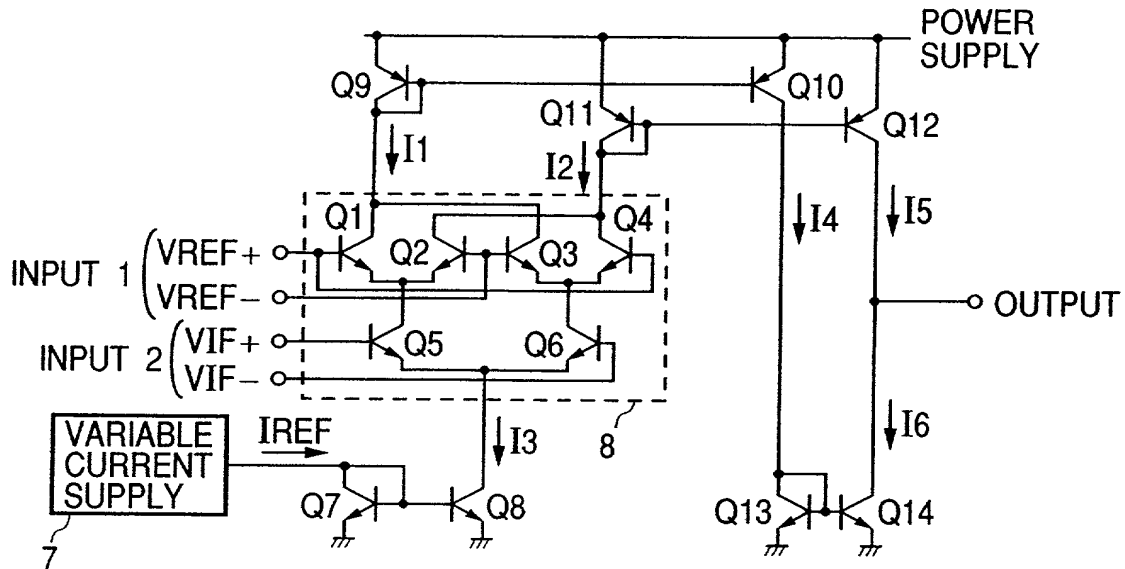 POWER
SUPPLY
Q9
Q10
Q11
Q12
I1
I2
I4
I5
Q1
Q2
Q3
Q4
INPUT 1
VREF+
VREF-
OUTPUT
INPUT 2
VIF+
VIF-
Q5
Q6
8
VARIABLE
CURRENT
SUPPLY
IREF
I3
I6
Q7
Q8
Q13
Q14
7